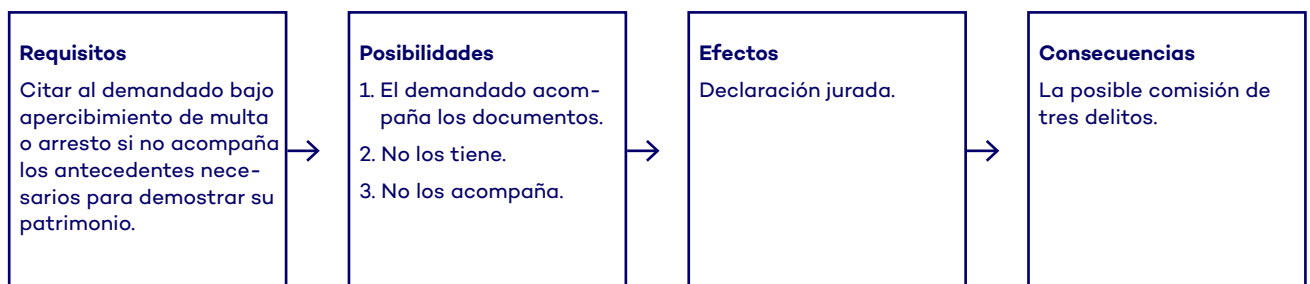 Requisitos
Citar al demandado bajo
apercibimiento de multa
o arresto si no acompaña
los antecedentes nece-
sarios para demostrar su
patrimonio.
Posibilidades
1. El demandado acom-
paña los documentos.
2. No los tiene.
3. No los acompaña.
Efectos
Declaración jurada.
Consecuencias
La posible comisión de
tres delitos.